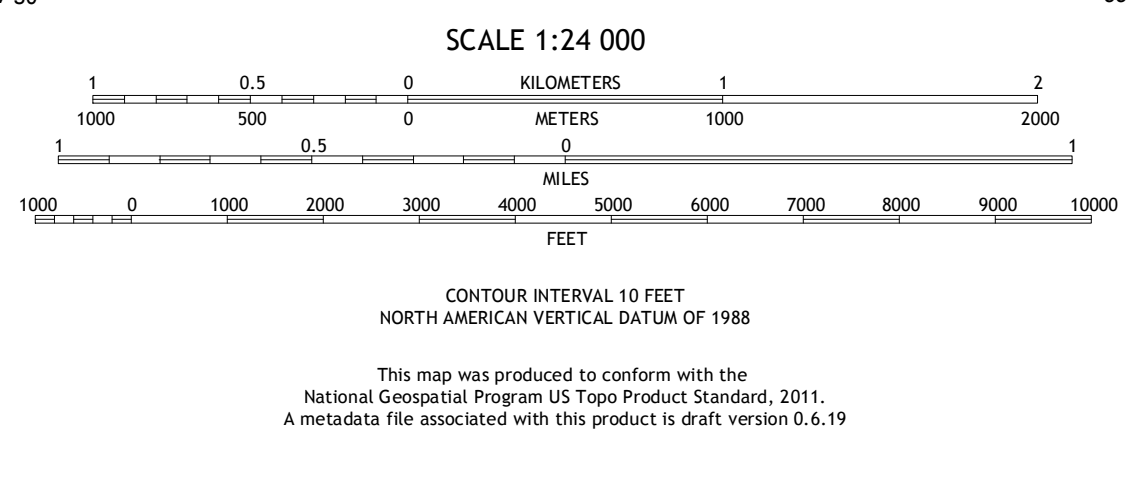 SCALE 1:24 000
1 0.5 0 KILOMETERS 1 2
1000 500 0 METERS 1000 2000
1 0.5 0 1
MILES
1000 0 1000 2000 3000 4000 5000 6000 7000 8000 9000 10000
FEET
CONTOUR INTERVAL 10 FEET
NORTH AMERICAN VERTICAL DATUM OF 1988
This map was produced to conform with the
National Geospatial Program US Topo Product Standard, 2011.
A metadata file associated with this product is draft version 0.6.19